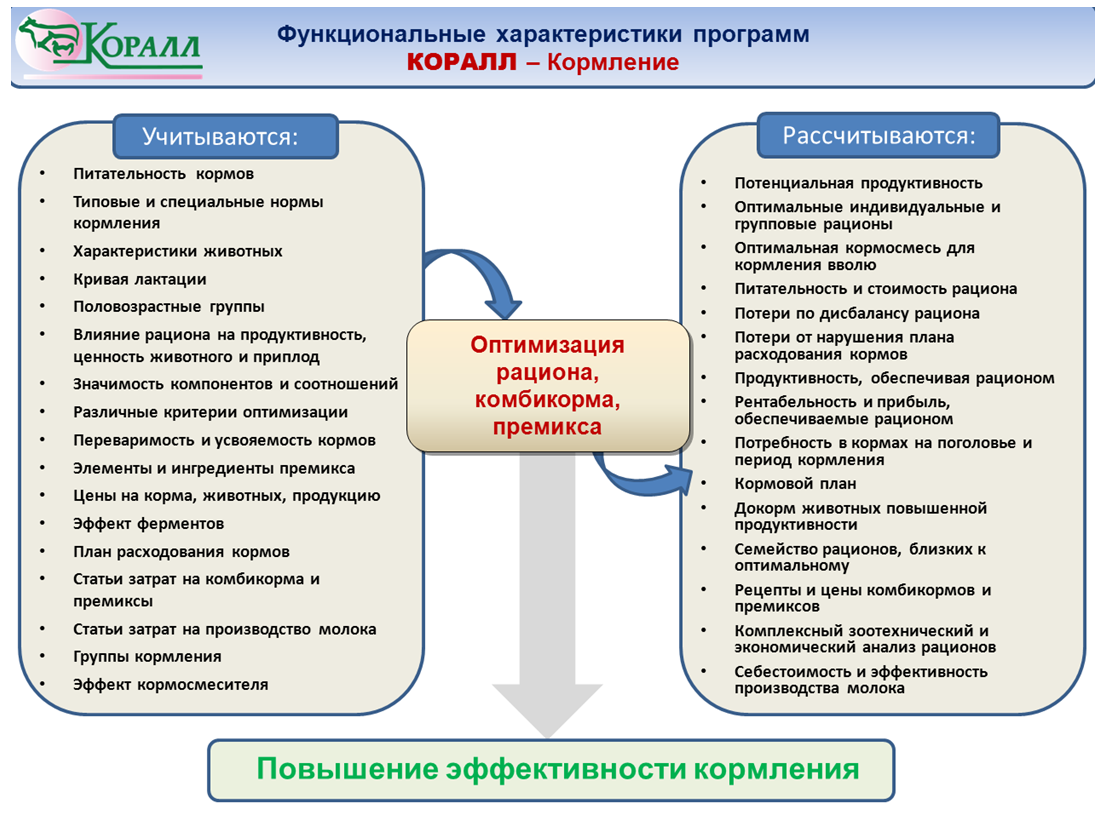 КОРАЛЛ
Функциональные характеристики программ
КОРАЛЛ – Кормление
Учитываются:
• Питательность кормов
• Типовые и специальные нормы
кормления
• Характеристики животных
• Кривая лактации
• Половозрастные группы
• Влияние рациона на продуктивность,
ценность животного и приплод
• Значимость компонентов и соотношений
• Различные критерии оптимизации
• Переваримость и усвояемость кормов
• Элементы и ингредиенты премикса
• Цены на корма, животных, продукцию
• Эффект ферментов
• План расходования кормов
• Статьи затрат на комбикорма и
премиксы
• Статьи затрат на производство молока
• Группы кормления
• Эффект кормосмесителя
Оптимизация
рациона,
комбикорма,
премикса
Рассчитываются:
• Потенциальная продуктивность
• Оптимальные индивидуальные и
групповые рационы
• Оптимальная кормосмесь для
кормления вволю
• Питательность и стоимость рациона
• Потери по дисбалансу рациона
• Потери от нарушения плана
расходования кормов
• Продуктивность, обеспечивая рационом
• Рентабельность и прибыль,
обеспечиваемые рационом
• Потребность в кормах на поголовье и
период кормления
• Кормовой план
• Докорм животных повышенной
продуктивности
• Семейство рационов, близких к
оптимальному
• Рецепты и цены комбикормов и
премиксов
• Комплексный зоотехнический и
экономический анализ рационов
• Себестоимость и эффективность
производства молока
Повышение эффективности кормления